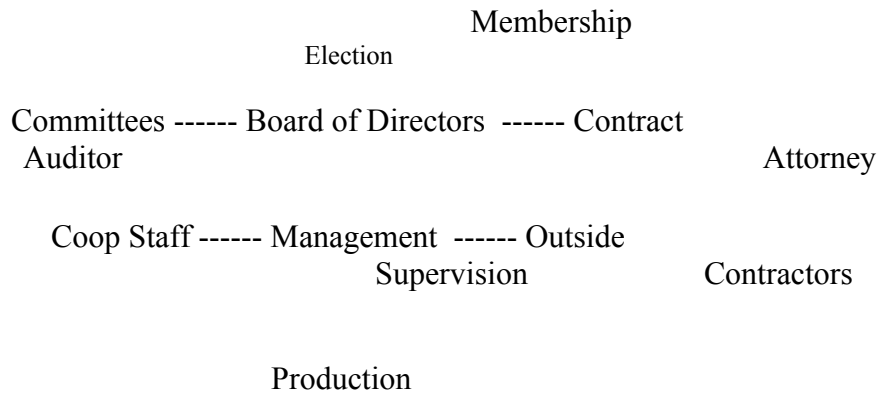 Membership
Election
Committees ------ Board of Directors ------ Contract
Auditor Attorney
Coop Staff ------ Management ------ Outside
Supervision Contractors
Production